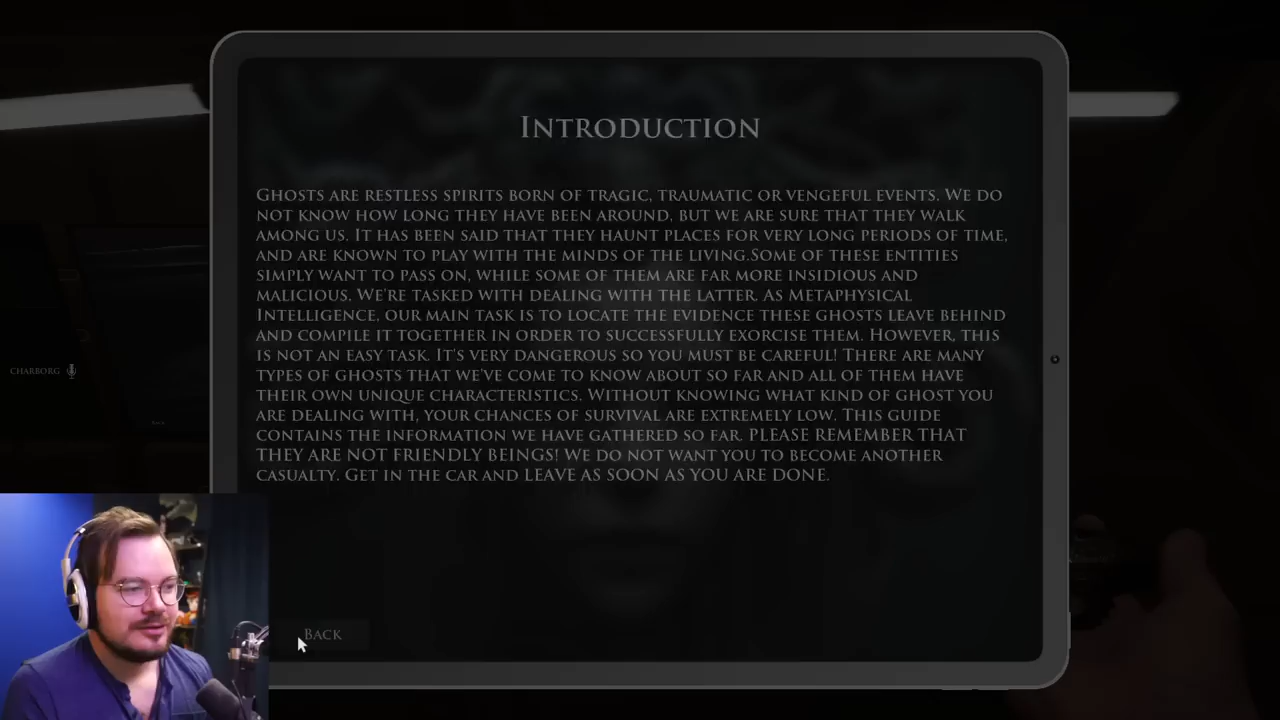 Introduction
Ghosts are restless spirits born of tragic, traumatic or vengeful events. We do
not know how long they have been around, but we are sure that they walk
among us. It has been said that they haunt places for very long periods of time,
and are known to play with the minds of the living.Some of these entities
simply want to pass on, while some of them are far more insidious and
malicious. We're tasked with dealing with the latter. As Metaphysical
Intelligence, our main task is to locate the evidence these ghosts leave behind
and compile it together in order to successfully exorcise them. However, this
is not an easy task. It's very dangerous so you must be careful! There are many
types of ghosts that we've come to know about so far and all of them have
their own unique characteristics. Without knowing what kind of ghost you
are dealing with, your chances of survival are extremely low. This guide
contains the information we have gathered so far. PLEASE REMEMBER THAT
THEY ARE NOT FRIENDLY BEINGS! We do not want you to become another
casualty. Get in the car and LEAVE AS SOON AS YOU ARE DONE.
CHARBORG
Back